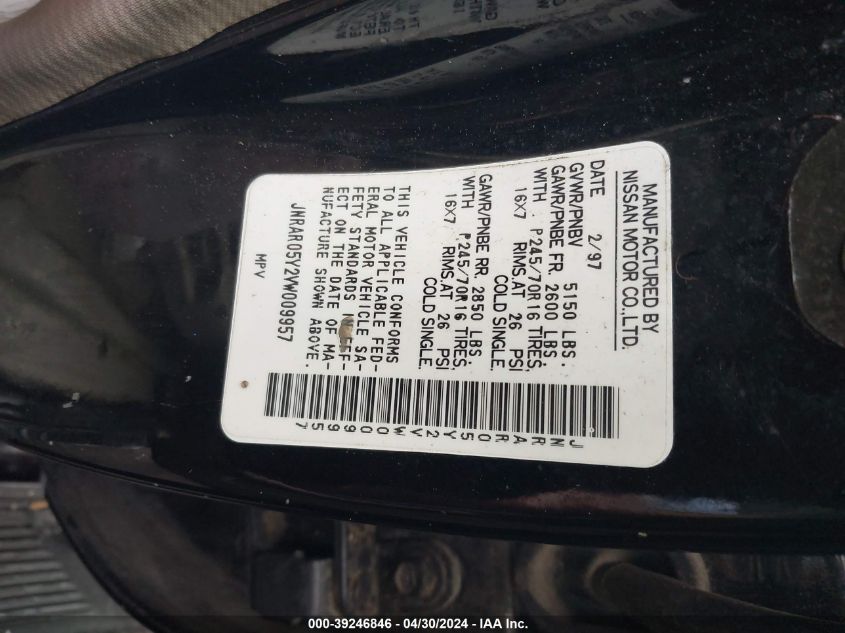 MANUFACTURED BY
NISSAN MOTOR CO.,LTD.
DATE 2/97
GVWR/PNBV 5150 LBS.
GAWR/PNBE FR. 2600 LBS.
WITH P245/70R16 TIRES,
16X7 RIMS,AT 26 PSI
COLD SINGLE.
GAWR/PNBE RR. 2850 LBS.
WITH P245/70R16 TIRES,
16X7 RIMS,AT 26 PSI
COLD SINGLE.
THIS VEHICLE CONFORMS
TO ALL APPLICABLE FED-
ERAL MOTOR VEHICLE SA-
FETY STANDARDS IN EFF-
ECT ON THE DATE OF MA-
NUFACTURE SHOWN ABOVE.
JNRAR05Y2VW009957
MPV
JNRAR05Y2VW009957
000-39246846 - 04/30/2024 - IAA Inc.